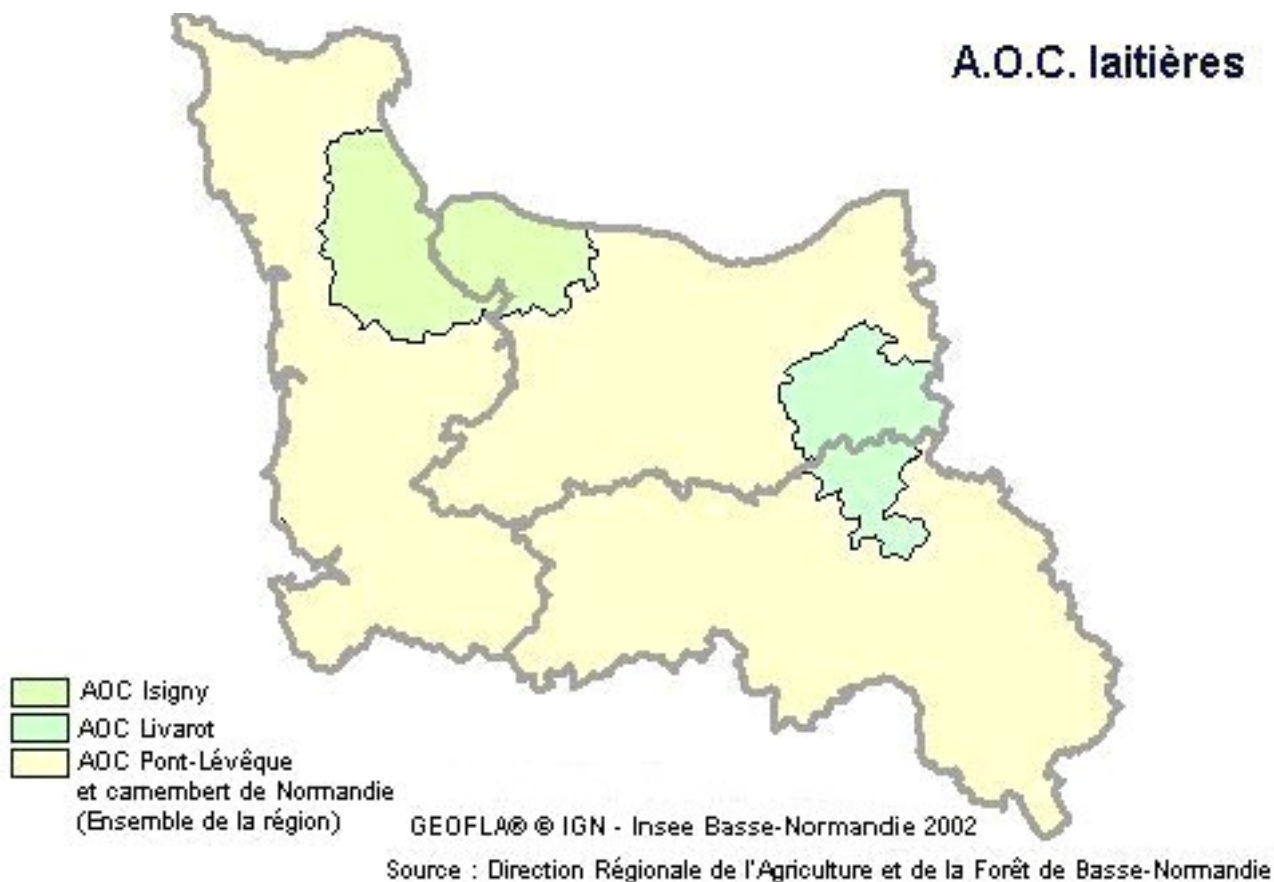 A.O.C. laitières
AOC Isigny
AOC Livarot
AOC Pont-Lévêque
et camembert de Normandie
(Ensemble de la région)
GEOFLA® © IGN - Insee Basse-Normandie 2002
Source : Direction Régionale de l'Agriculture et de la Forêt de Basse-Normandie